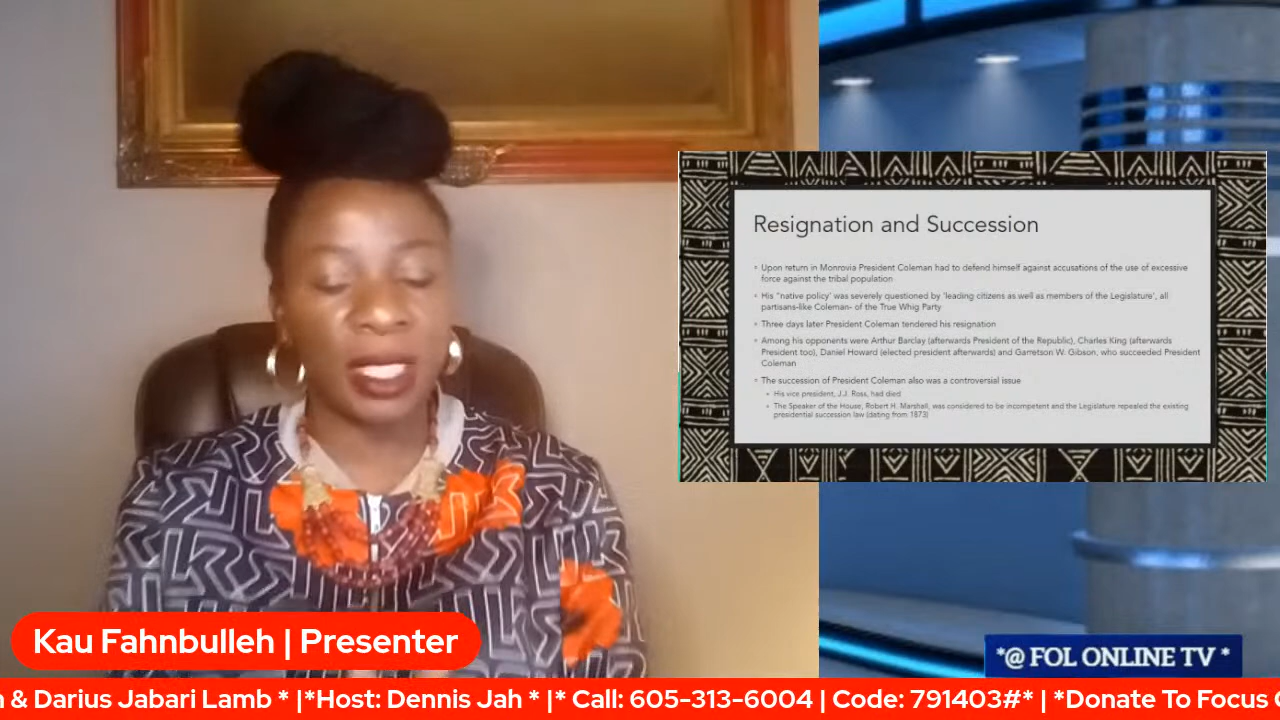 Resignation and Succession
Upon return in Monrovia President Coleman had to defend himself against accusations of the use of excessive
force against the tribal population
His "native policy' was severely questioned by 'leading citizens as well as members of the Legislature', all
partisans-like Coleman- of the True Whig Party
Three days later President Coleman tendered his resignation
Among his opponents were Arthur Barclay (afterwards President of the Republic), Charles King (afterwards
President too), Daniel Howard (elected president afterwards) and Garretson W. Gibson, who succeeded President
Coleman
The succession of President Coleman also was a controversial issue
His vice president, J.J. Ross, had died
The Speaker of the House, Robert H. Marshall, was considered to be incompetent and the Legislature repealed the existing
presidential succession law (dating from 1873)
Kau Fahnbulleh | Presenter
*@ FOL ONLINE TV *
& Darius Jabari Lamb * |*Host: Dennis Jah * |* Call: 605-313-6004 | Code: 791403#* | *Donate To Focus